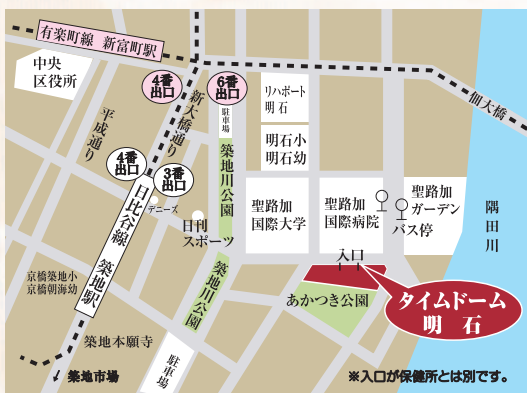 有楽町線 新富町駅
中央
区役所
4番
出口
6番
出口
新大橋通り
駐車場
リハポート
明石
佃大橋
平成通り
明石小
明石幼
4番
出口
3番
出口
築地川公園
日比谷線 築地駅
デニーズ
日刊
スポーツ
聖路加
国際大学
聖路加
国際病院
聖路加
ガーデン
バス停
隅田川
入口
築地川公園
京橋築地小
京橋朝海幼
あかつき公園
タイムドーム
明 石
築地本願寺
駐車場
↓ 築地市場
※入口が保健所とは別です。